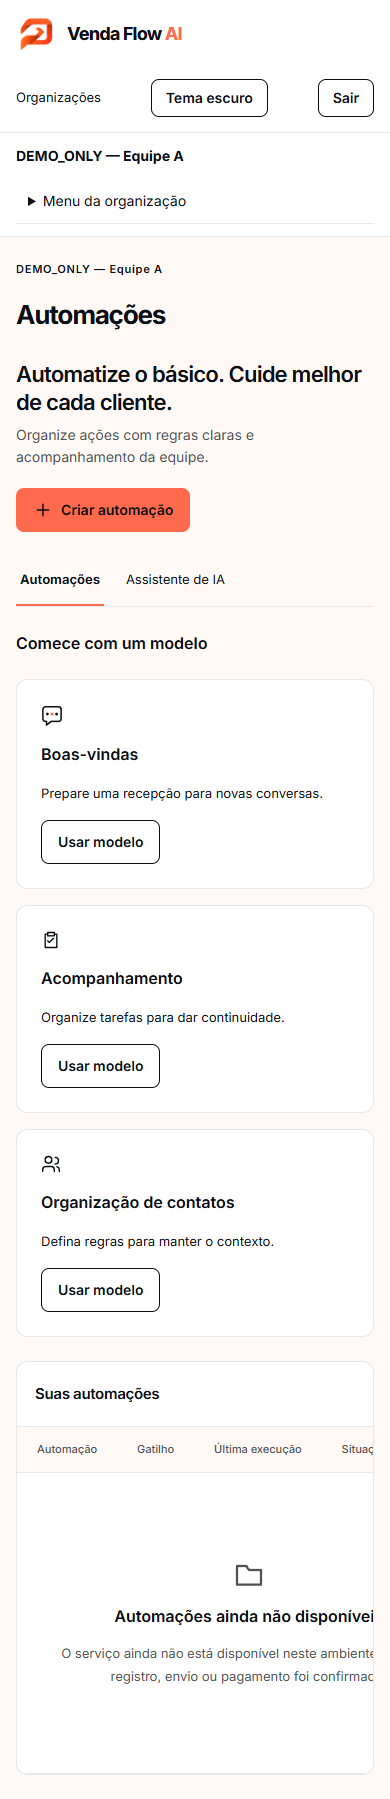 Venda Flow AI
Organizações
Tema escuro
Sair
DEMO_ONLY — Equipe A
Menu da organização
DEMO_ONLY — Equipe A
Automações
Automatize o básico. Cuide melhor
de cada cliente.
Organize ações com regras claras e
acompanhamento da equipe.
Criar automação
Automações
Assistente de IA
Comece com um modelo
Boas-vindas
Prepare uma recepção para novas conversas.
Usar modelo
Acompanhamento
Organize tarefas para dar continuidade.
Usar modelo
Organização de contatos
Defina regras para manter o contexto.
Usar modelo
Suas automações
Automação
Gatilho
Última execução
Automações ainda não
O serviço ainda não está disponível neste ambiente
registro, envio ou pagamento foi